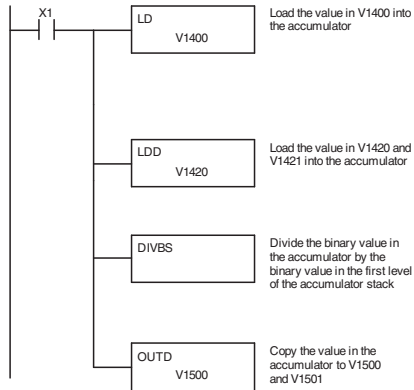 X1
LD
V1400
Load the value in V1400 into
the accumulator
LDD
V1420
Load the value in V1420 and
V1421 into the accumulator
DIVBS
Divide the binary value in
the accumulator by the
binary value in the first level
of the accumulator stack
OUTD
V1500
Copy the value in the
accumulator to V1500
and V1501